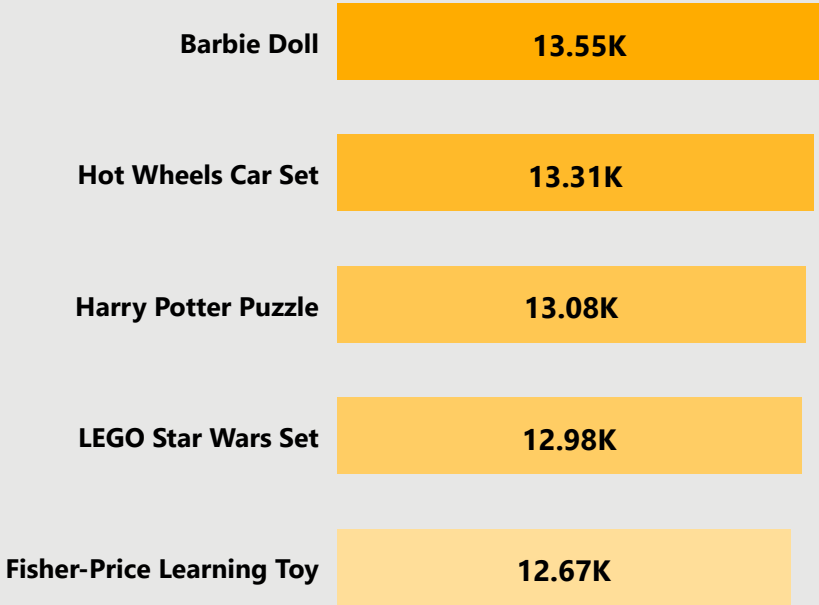 Barbie Doll 13.55K
Hot Wheels Car Set 13.31K
Harry Potter Puzzle 13.08K
LEGO Star Wars Set 12.98K
Fisher-Price Learning Toy 12.67K